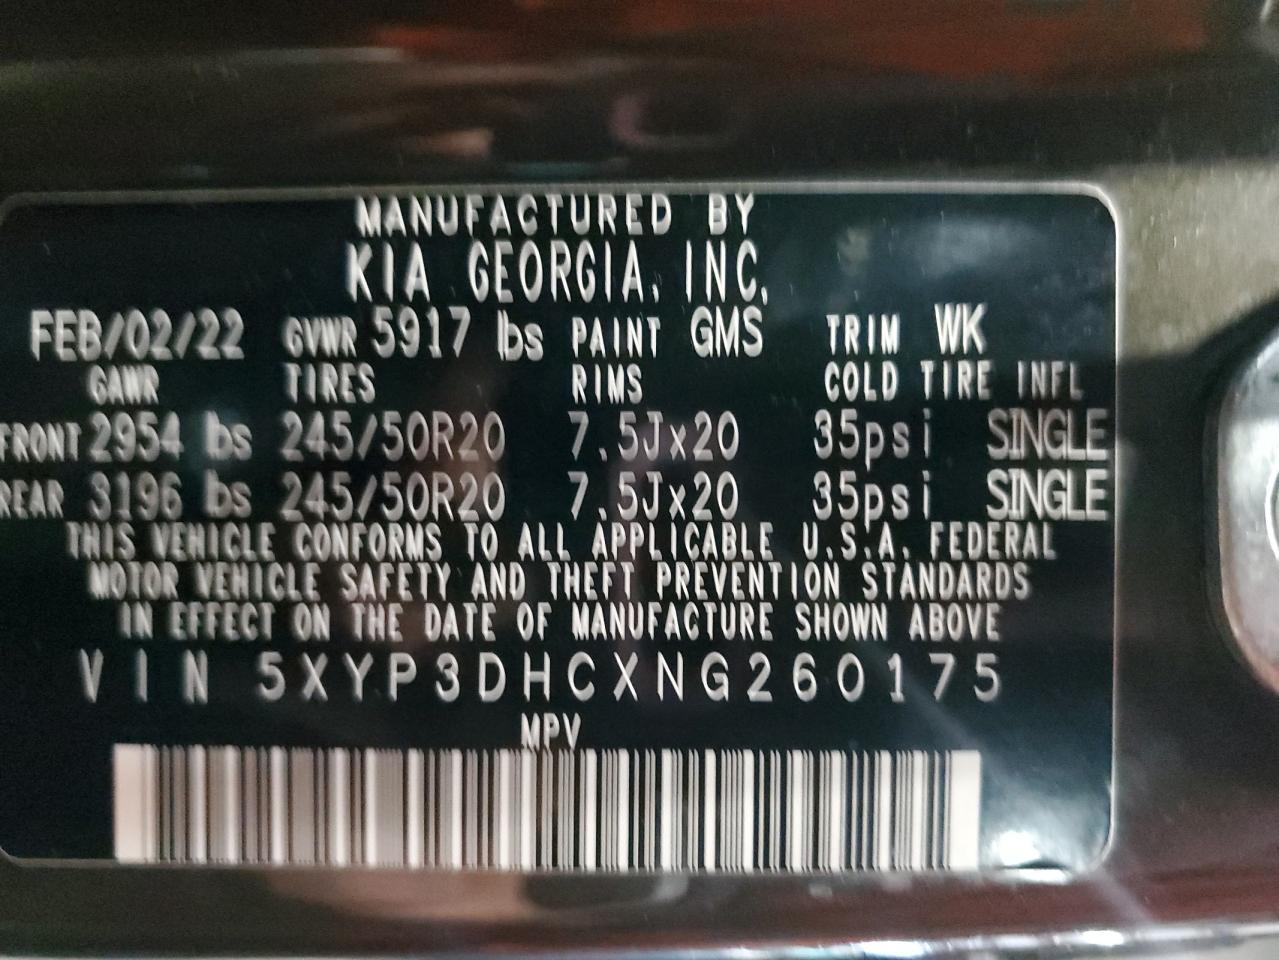 MANUFACTURED BY
KIA GEORGIA, INC.
FEB/02/22 GVWR 5917 lbs PAINT GMS TRIM WK
GAWR TIRES RIMS COLD TIRE INFL
FRONT 2954 lbs 245/50R20 7.5Jx20 35psi SINGLE
REAR 3196 lbs 245/50R20 7.5Jx20 35psi SINGLE
THIS VEHICLE CONFORMS TO ALL APPLICABLE U.S.A. FEDERAL
MOTOR VEHICLE SAFETY AND THEFT PREVENTION STANDARDS
IN EFFECT ON THE DATE OF MANUFACTURE SHOWN ABOVE
VIN 5XYP3DHCXNG260175
MPV